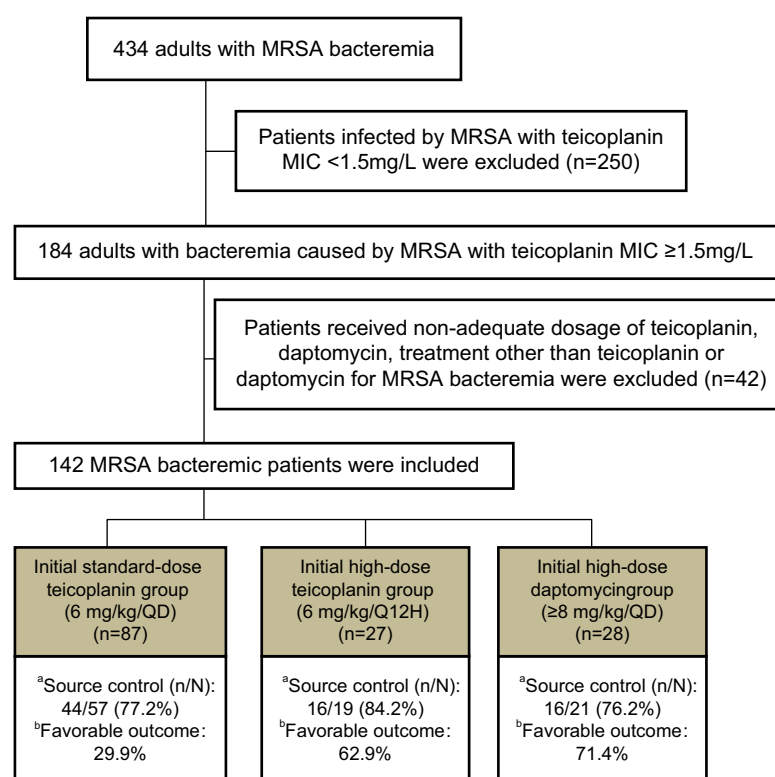 434 adults with MRSA bacteremia
Patients infected by MRSA with teicoplanin
MIC <1.5mg/L were excluded (n=250)
184 adults with bacteremia caused by MRSA with teicoplanin MIC ≥1.5mg/L
Patients received non-adequate dosage of teicoplanin,
daptomycin, treatment other than teicoplanin or
daptomycin for MRSA bacteremia were excluded (n=42)
142 MRSA bacteremic patients were included
Initial standard-dose
teicoplanin group
(6 mg/kg/QD)
(n=87)
aSource control (n/N):
44/57 (77.2%)
bFavorable outcome:
29.9%
Initial high-dose
teicoplanin group
(6 mg/kg/Q12H)
(n=27)
aSource control (n/N):
16/19 (84.2%)
bFavorable outcome:
62.9%
Initial high-dose
daptomycingroup
(≥8 mg/kg/QD)
(n=28)
aSource control (n/N):
16/21 (76.2%)
bFavorable outcome:
71.4%